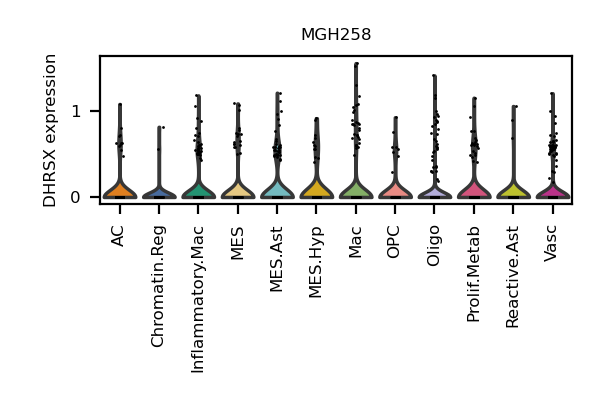 MGH258
DHRSX expression
1
0
AC
Chromatin.Reg
Inflammatory.Mac
MES
MES.Ast
MES.Hyp
Mac
OPC
Oligo
Prolif.Metab
Reactive.Ast
Vasc